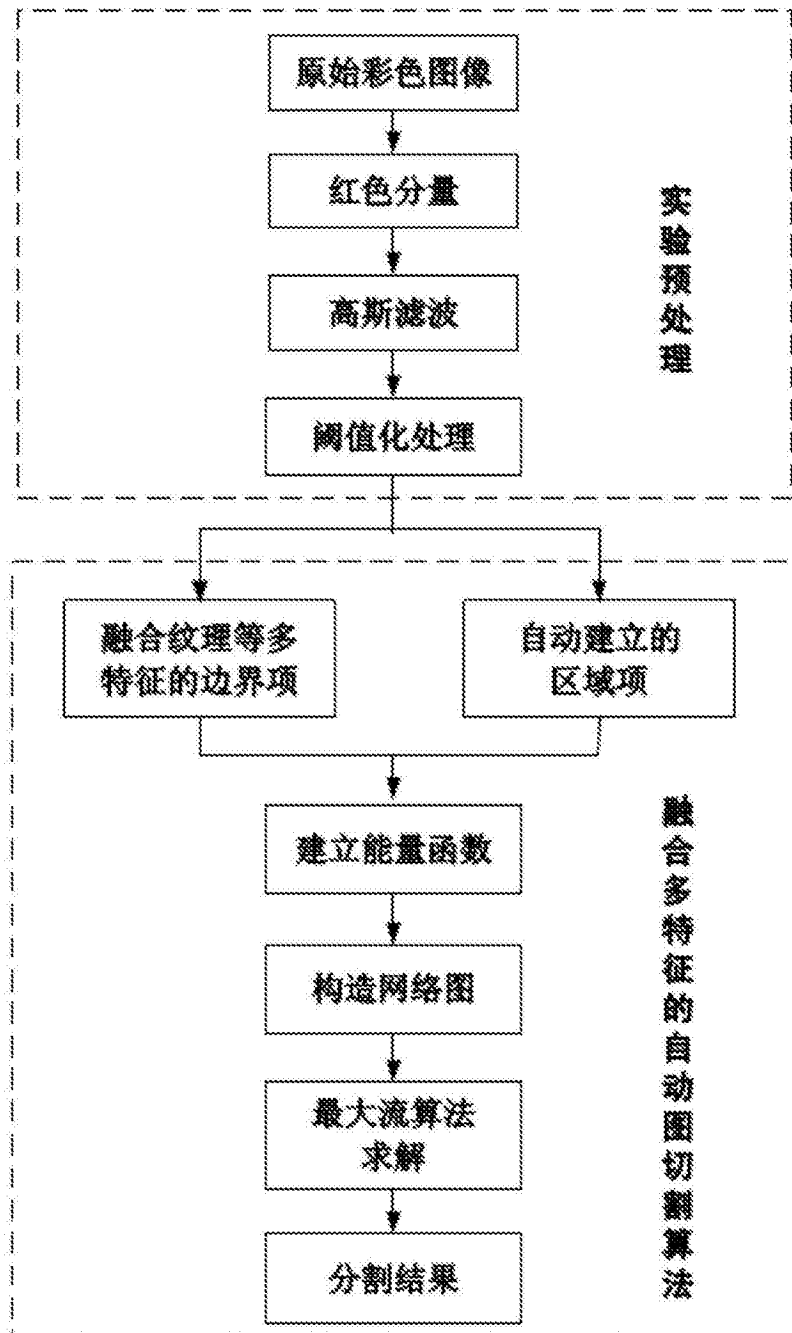 原始彩色图像
红色分量
高斯滤波
阈值化处理
实验预处理
融合纹理等多
特征的边界项
自动建立的
区域项
建立能量函数
构造网络图
最大流算法
求解
分割结果
融合多特征的自动图切割算法